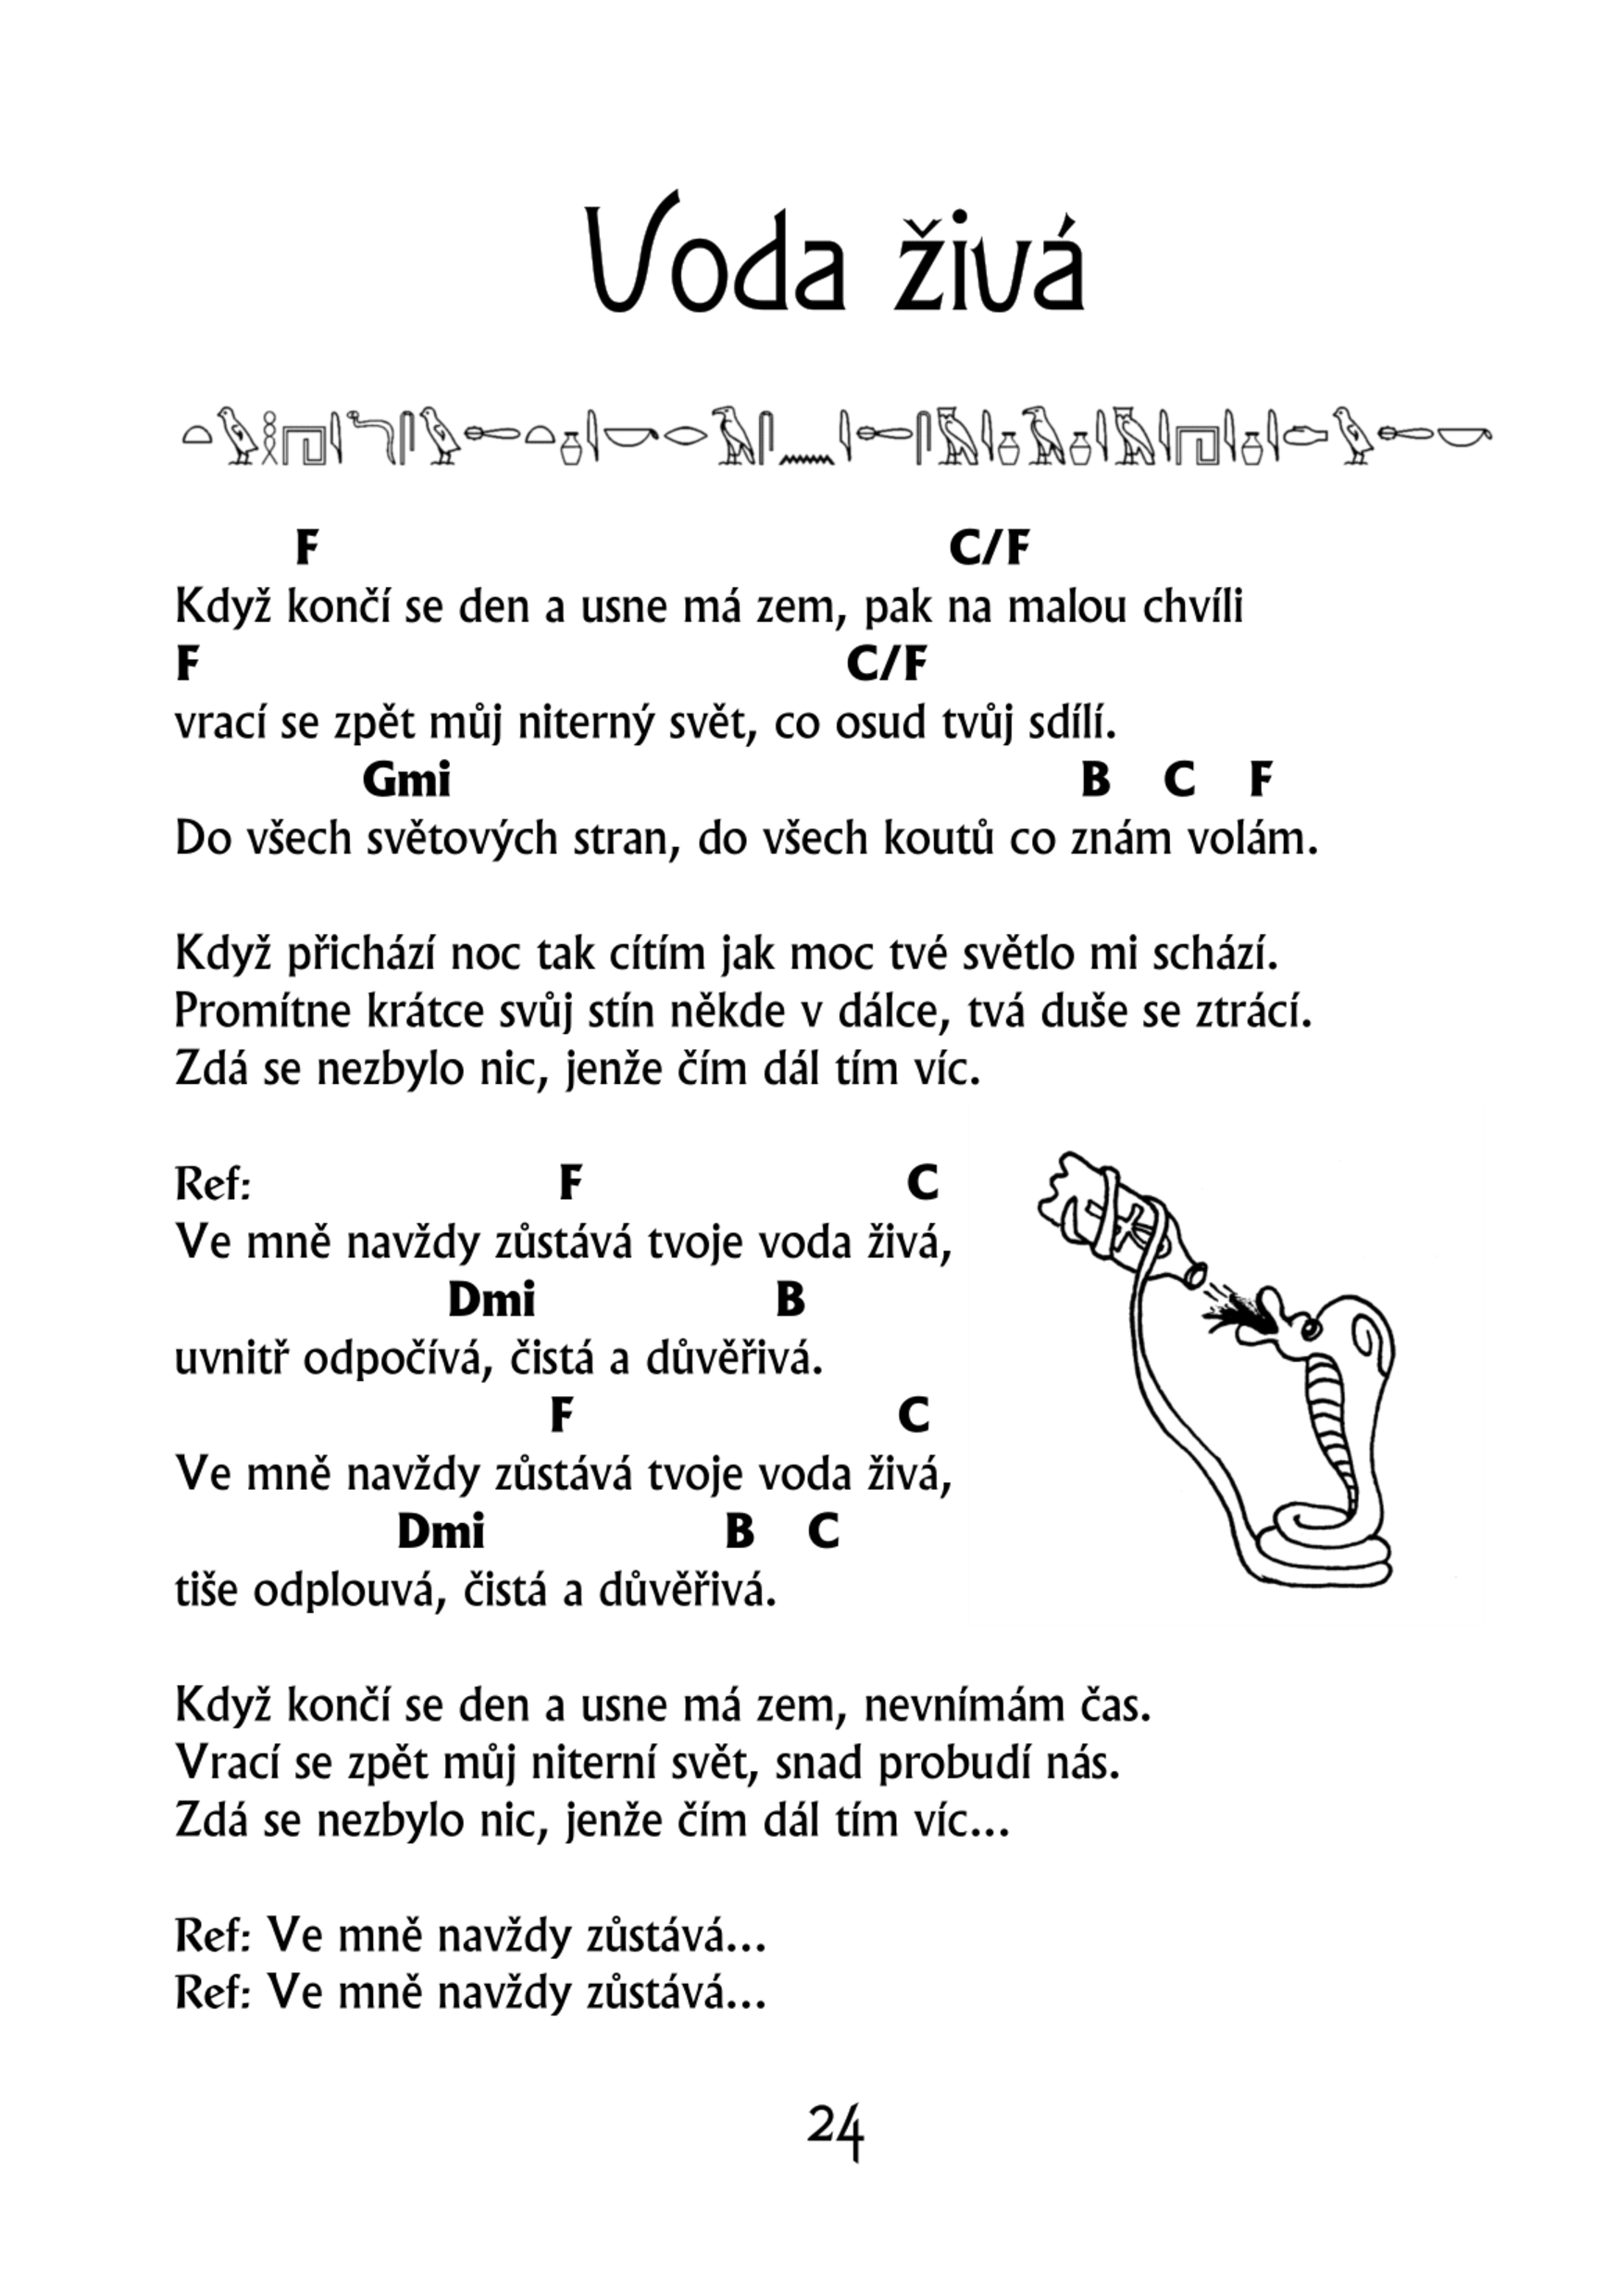 Voda živá
F C/F
Když končí se den a usne má zem, pak na malou chvíli
F C/F
vrací se zpět můj niterný svět, co osud tvůj sdílí.
Gmi B C F
Do všech světových stran, do všech koutů co znám volám.
Když přichází noc tak cítím jak moc tvé světlo mi schází.
Promítne krátce svůj stín někde v dálce, tvá duše se ztrácí.
Zdá se nezbylo nic, jenže čím dál tím víc.
Ref: F C
Ve mně navždy zůstává tvoje voda živá,
Dmi B
uvnitř odpočívá, čistá a důvěřivá.
F C
Ve mně navždy zůstává tvoje voda živá,
Dmi B C
tiše odplouvá, čistá a důvěřivá.
Když končí se den a usne má zem, nevnímám čas.
Vrací se zpět můj niterní svět, snad probudí nás.
Zdá se nezbylo nic, jenže čím dál tím víc...
Ref: Ve mně navždy zůstává...
Ref: Ve mně navždy zůstává...
24